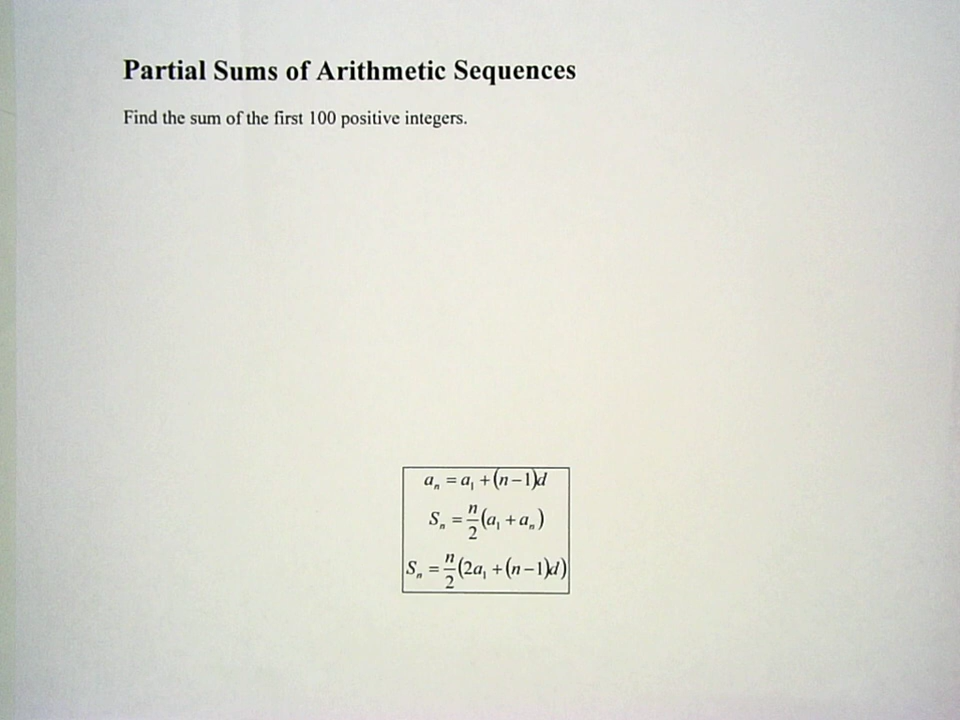 Partial Sums of Arithmetic Sequences
Find the sum of the first 100 positive integers.
aₙ = a₁ + (n−1)d
Sₙ = n/2 (a₁ + aₙ)
Sₙ = n/2 (2a₁ + (n−1)d)